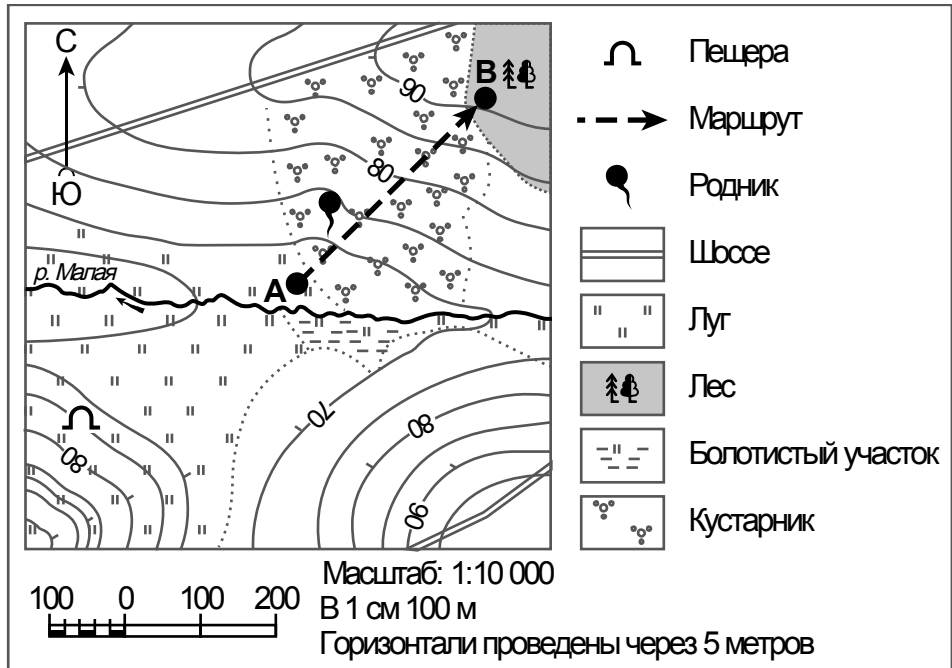 С
Ю
В
90
80
р. Малая
А
70
80
80
90
Пещера
Маршрут
Родник
Шоссе
Луг
Лес
Болотистый участок
Кустарник
100 0 100 200
Масштаб: 1:10 000
В 1 см 100 м
Горизонтали проведены через 5 метров